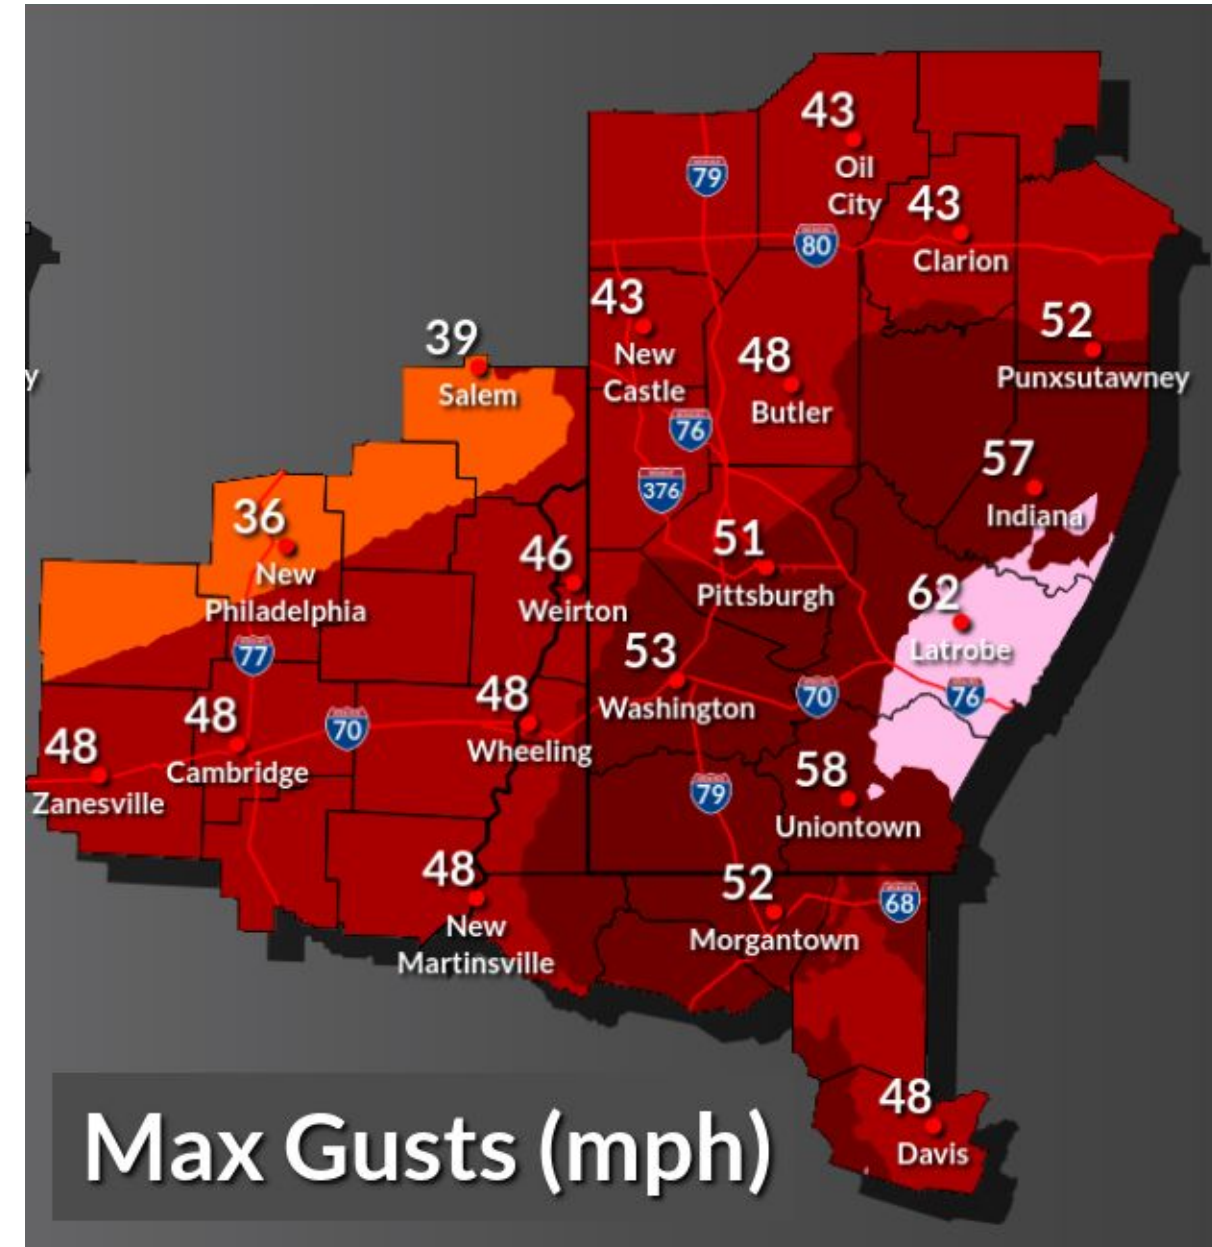 43
Oil
City
79
43
Clarion
80
43
New
Castle
52
Punxsutawney
39
Salem
48
Butler
y
76
376
57
Indiana
36
New
Philadelphia
46
Weirton
51
Pittsburgh
62
Latrobe
77
53
Washington
70
76
48
Wheeling
48
Cambridge
70
48
Zanesville
58
Uniontown
79
48
New
Martinsville
52
Morgantown
68
48
Davis
Max Gusts (mph)